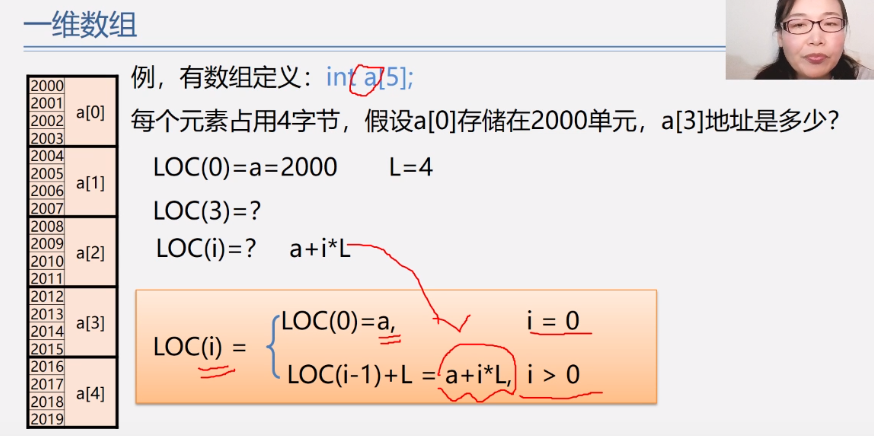 一维数组
例，有数组定义：int a[5];
每个元素占用4字节，假设a[0]存储在2000单元，a[3]地址是多少？
LOC(0)=a=2000 L=4
LOC(3)=?
LOC(i)=? a+i*L
LOC(i) =
LOC(0)=a, i = 0
LOC(i-1)+L = a+i*L, i > 0
2000
2001
2002
2003
a[0]
2004
2005
2006
2007
a[1]
2008
2009
2010
2011
a[2]
2012
2013
2014
2015
a[3]
2016
2017
2018
2019
a[4]